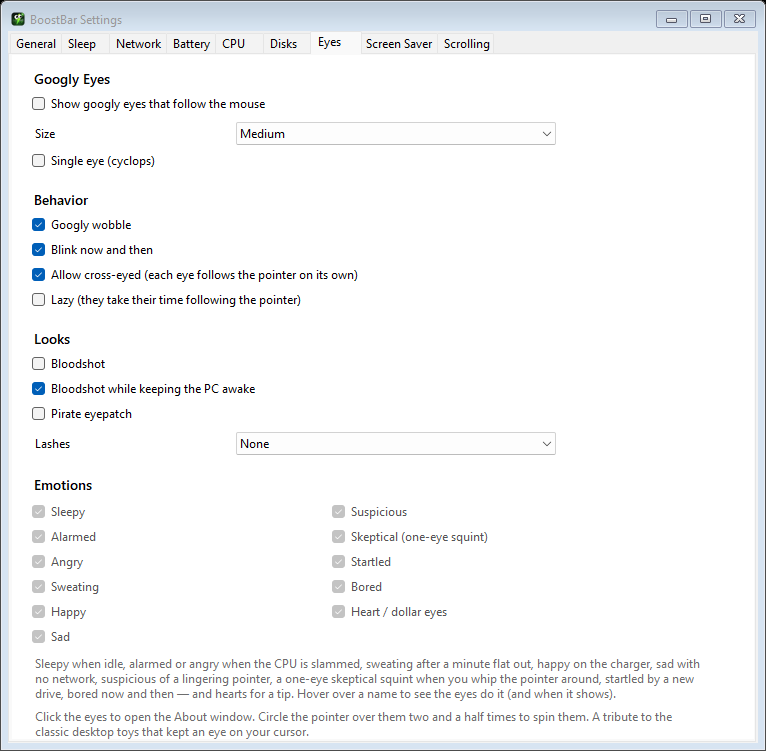 BoostBar Settings
General Sleep Network Battery CPU Disks Eyes Screen Saver Scrolling
Googly Eyes
Show googly eyes that follow the mouse
Size Medium
Single eye (cyclops)
Behavior
Googly wobble
Blink now and then
Allow cross-eyed (each eye follows the pointer on its own)
Lazy (they take their time following the pointer)
Looks
Bloodshot
Bloodshot while keeping the PC awake
Pirate eyepatch
Lashes None
Emotions
Sleepy Suspicious
Alarmed Skeptical (one-eye squint)
Angry Startled
Sweating Bored
Happy Heart / dollar eyes
Sad
Sleepy when idle, alarmed or angry when the CPU is slammed, sweating after a minute flat out, happy on the charger, sad with
no network, suspicious of a lingering pointer, a one-eye skeptical squint when you whip the pointer around, startled by a new
drive, bored now and then — and hearts for a tip. Hover over a name to see the eyes do it (and when it shows).
Click the eyes to open the About window. Circle the pointer over them two and a half times to spin them. A tribute to the
classic desktop toys that kept an eye on your cursor.